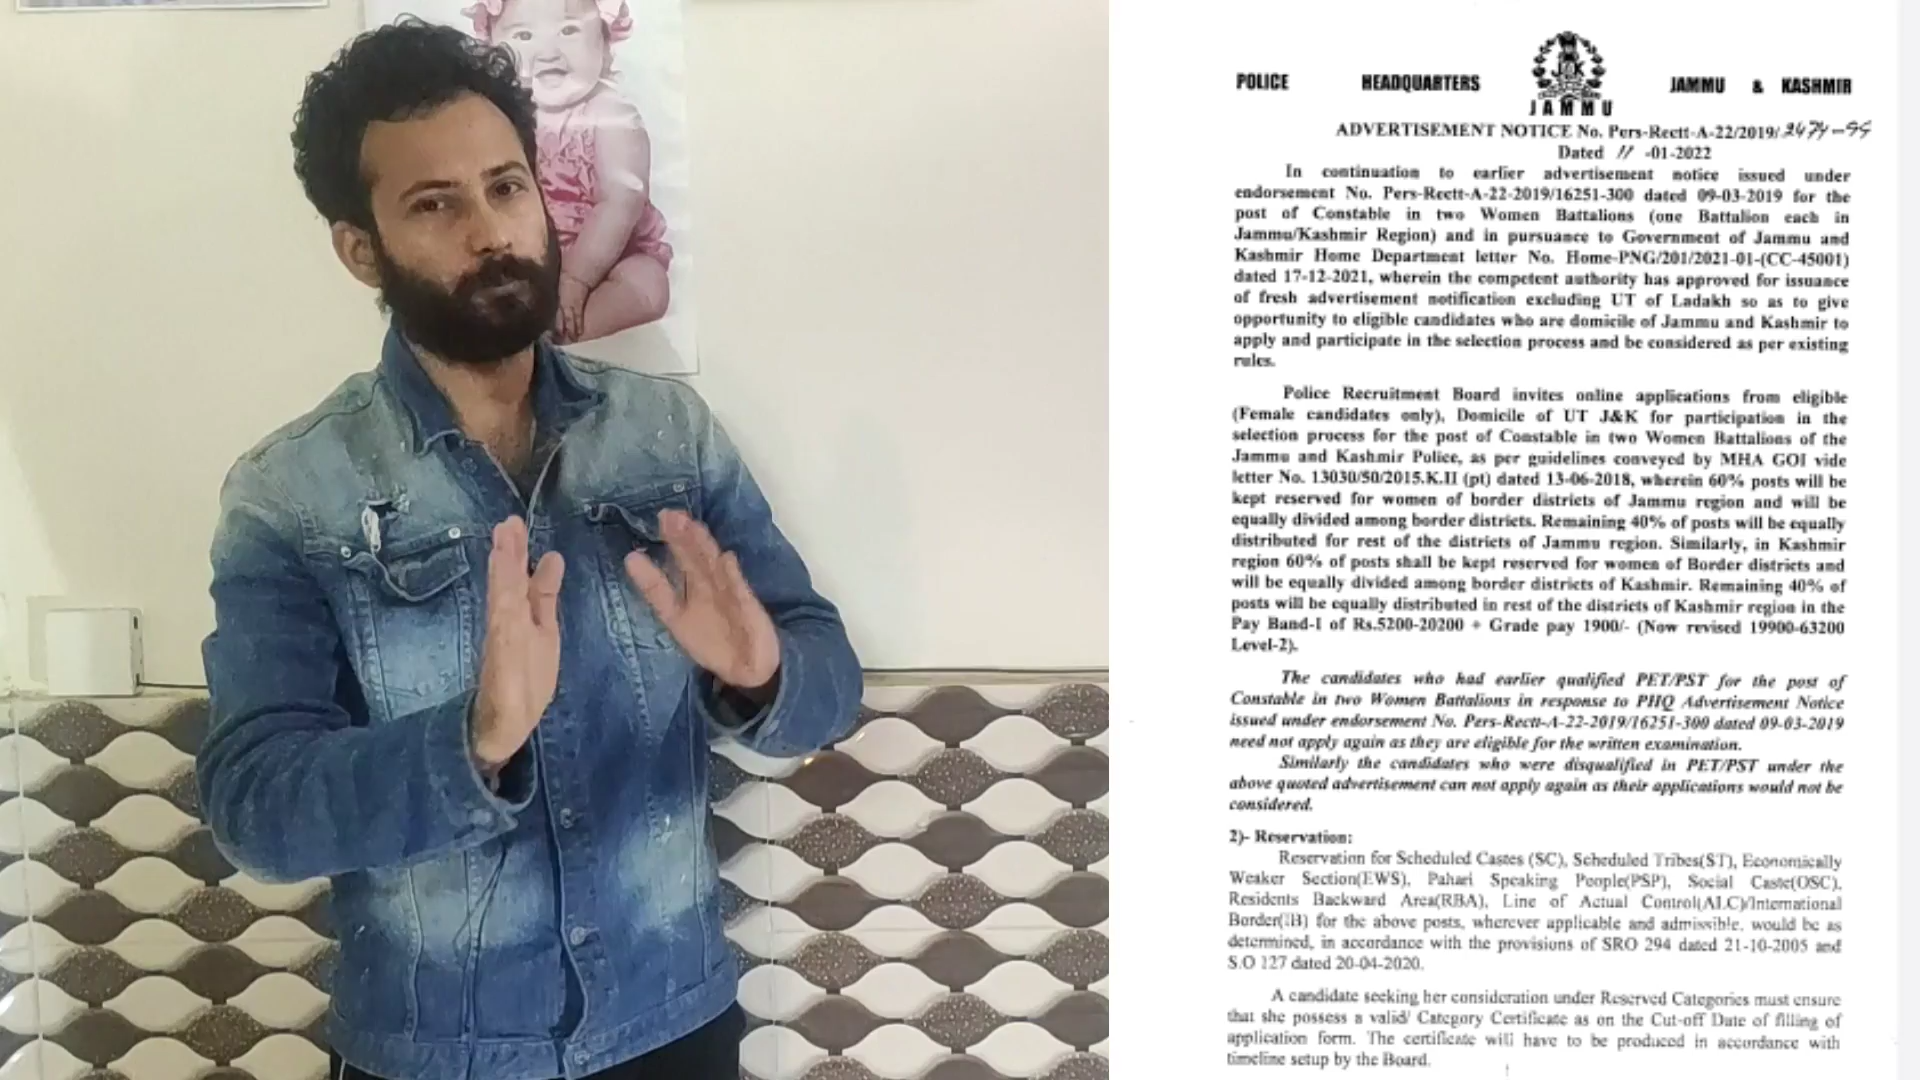 POLICE HEADQUARTERS JAMMU & KASHMIR
JAMMU
ADVERTISEMENT NOTICE No. Pers-Rectt-A-22/2019/2474-99
Dated 11 -01-2022
In continuation to earlier advertisement notice issued under
endorsement No. Pers-Rectt-A-22-2019/16251-300 dated 09-03-2019 for the
post of Constable in two Women Battalions (one Battalion each in
Jammu/Kashmir Region) and in pursuance to Government of Jammu and
Kashmir Home Department letter No. Home-PNG/201/2021-01-(CC-45001)
dated 17-12-2021, wherein the competent authority has approved for issuance
of fresh advertisement notification excluding UT of Ladakh so as to give
opportunity to eligible candidates who are domicile of Jammu and Kashmir to
apply and participate in the selection process and be considered as per existing
rules.
Police Recruitment Board invites online applications from eligible
(Female candidates only), Domicile of UT J&K for participation in the
selection process for the post of Constable in two Women Battalions of the
Jammu and Kashmir Police, as per guidelines conveyed by MHA GOI vide
letter No. 13030/50/2015.K.II (pt) dated 13-06-2018, wherein 60% posts will be
kept reserved for women of border districts of Jammu region and will be
equally divided among border districts. Remaining 40% of posts will be equally
distributed for rest of the districts of Jammu region. Similarly, in Kashmir
region 60% of posts shall be kept reserved for women of Border districts and
will be equally divided among border districts of Kashmir. Remaining 40% of
posts will be equally distributed in rest of the districts of Kashmir region in the
Pay Band-I of Rs.5200-20200 + Grade pay 1900/- (Now revised 19900-63200
Level-2).
The candidates who had earlier qualified PET/PST for the post of
Constable in two Women Battalions in response to PHQ Advertisement Notice
issued under endorsement No. Pers-Rectt-A-22-2019/16251-300 dated 09-03-2019
need not apply again as they are eligible for the written examination.
Similarly the candidates who were disqualified in PET/PST under the
above quoted advertisement can not apply again as their applications would not be
considered.
2)- Reservation:
Reservation for Scheduled Castes (SC), Scheduled Tribes(ST), Economically
Weaker Section(EWS), Pahari Speaking People(PSP), Social Caste(OSC),
Residents Backward Area(RBA), Line of Actual Control(ALC)/International
Border(IB) for the above posts, wherever applicable and admissible, would be as
determined, in accordance with the provisions of SRO 294 dated 21-10-2005 and
S.O 127 dated 20-04-2020.
A candidate seeking her consideration under Reserved Categories must ensure
that she possess a valid/ Category Certificate as on the Cut-off Date of filling of
application form. The certificate will have to be produced in accordance with
timeline setup by the Board.